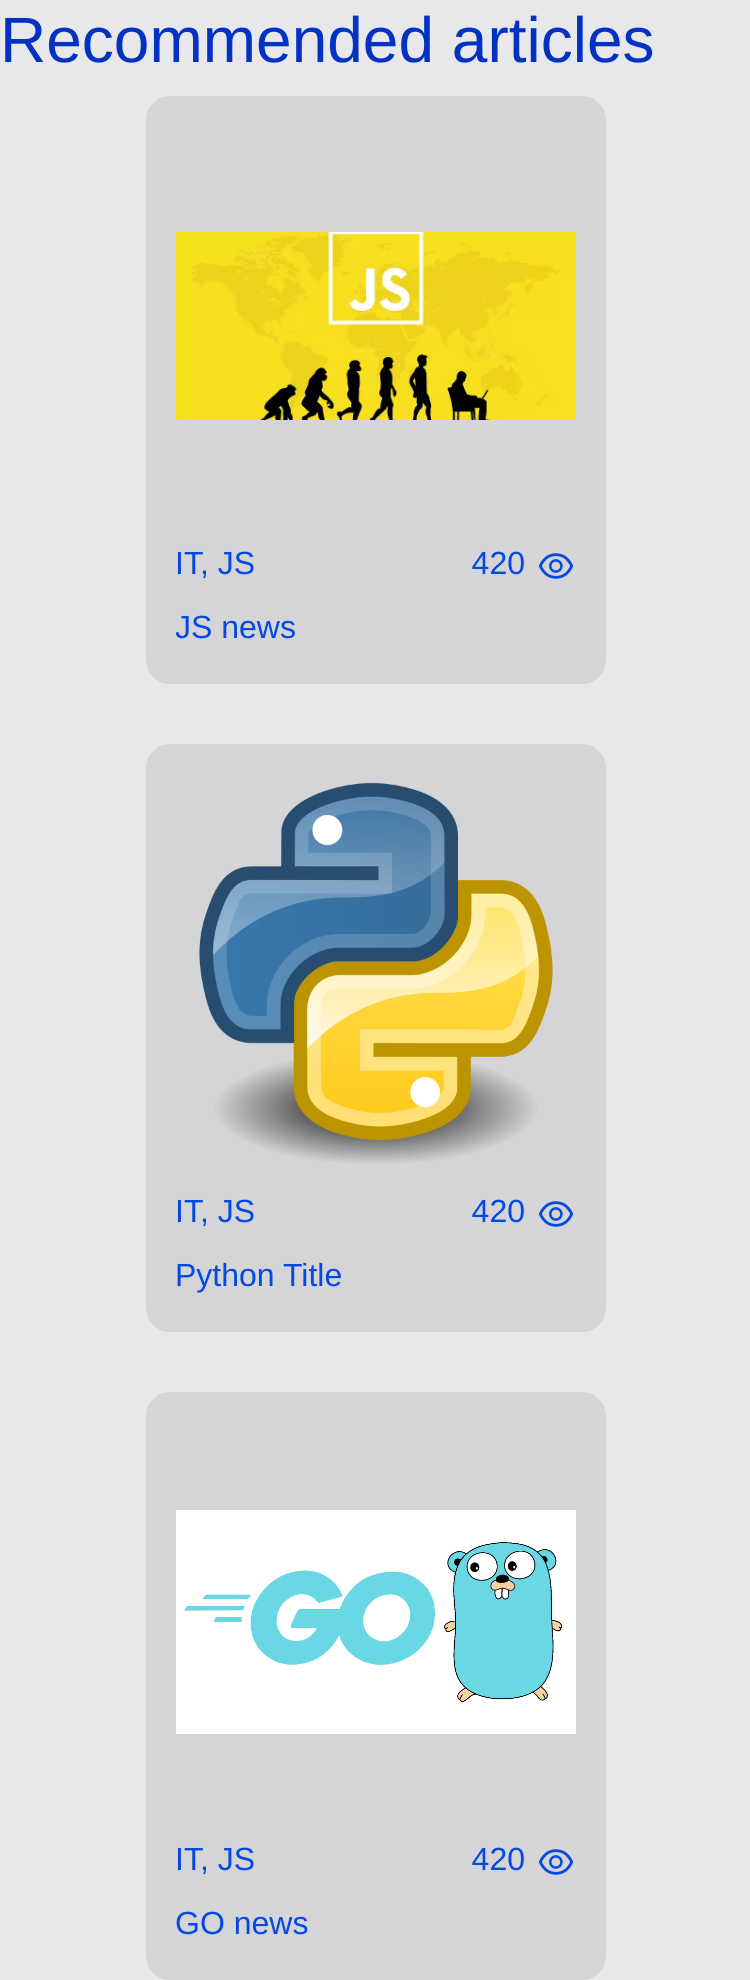 Recommended articles
JS
IT, JS 420
JS news
IT, JS 420
Python Title
GO
IT, JS 420
GO news